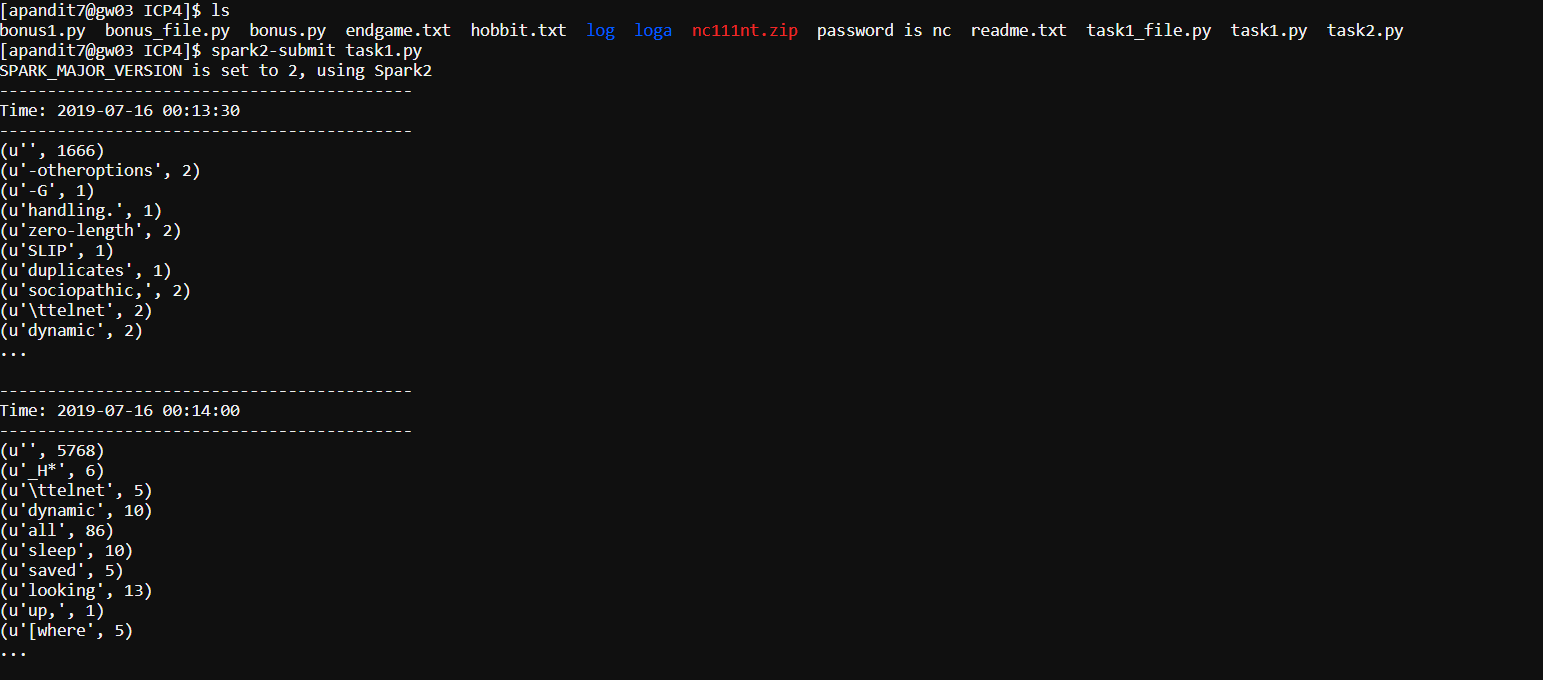 [apandit7@gw03 ICP4]$ ls
bonus1.py  bonus_file.py  bonus.py  endgame.txt  hobbit.txt  log  loga  nc111nt.zip  password is nc  readme.txt  task1_file.py  task1.py  task2.py
[apandit7@gw03 ICP4]$ spark2-submit task1.py
SPARK_MAJOR_VERSION is set to 2, using Spark2
-------------------------------------------
Time: 2019-07-16 00:13:30
-------------------------------------------
(u'', 1666)
(u'-otheroptions', 2)
(u'-G', 1)
(u'handling.', 1)
(u'zero-length', 2)
(u'SLIP', 1)
(u'duplicates', 1)
(u'sociopathic,', 2)
(u'\ttelnet', 2)
(u'dynamic', 2)
...
-------------------------------------------
Time: 2019-07-16 00:14:00
-------------------------------------------
(u'', 5768)
(u'_H*', 6)
(u'\ttelnet', 5)
(u'dynamic', 10)
(u'all', 86)
(u'sleep', 10)
(u'saved', 5)
(u'looking', 13)
(u'up,', 1)
(u'[where', 5)
...